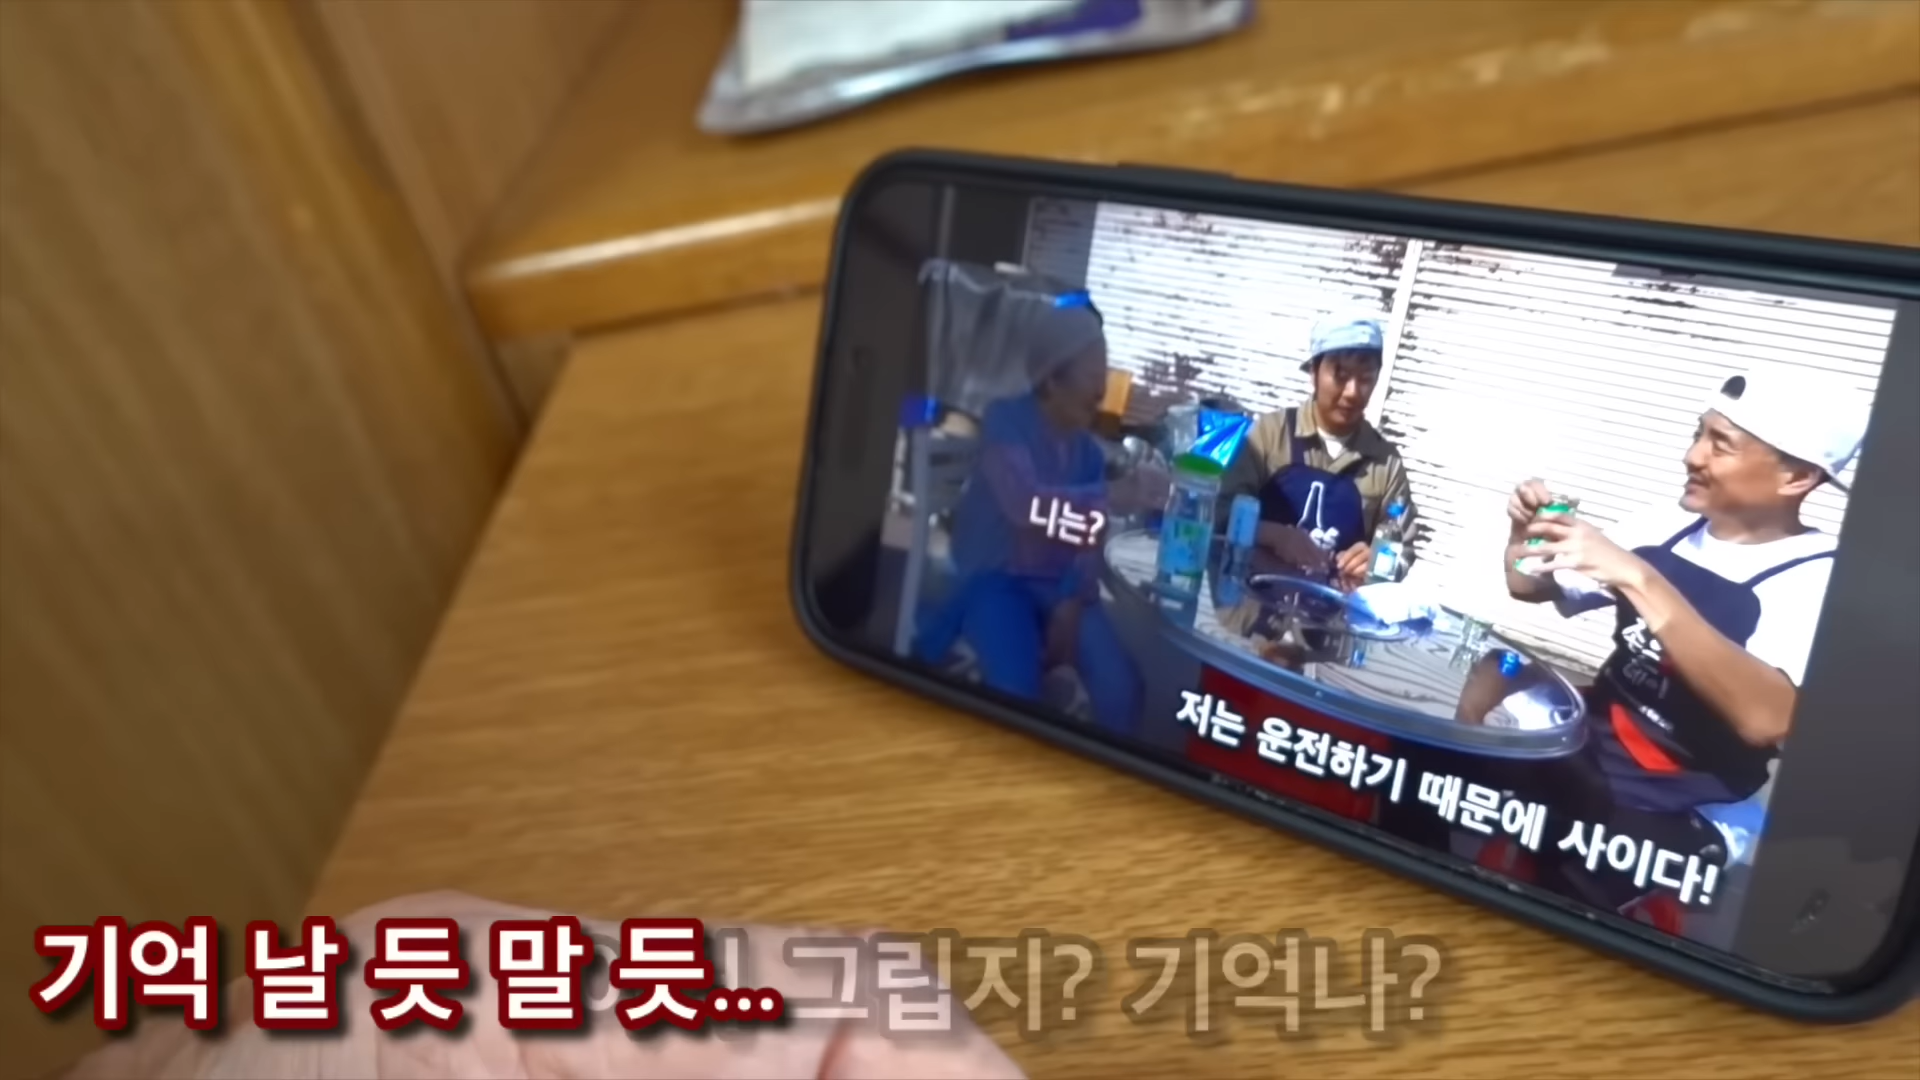 니는?
저는 운전하기 때문에 사이다!
기억 날 듯 말 듯...
그립지? 기억나?